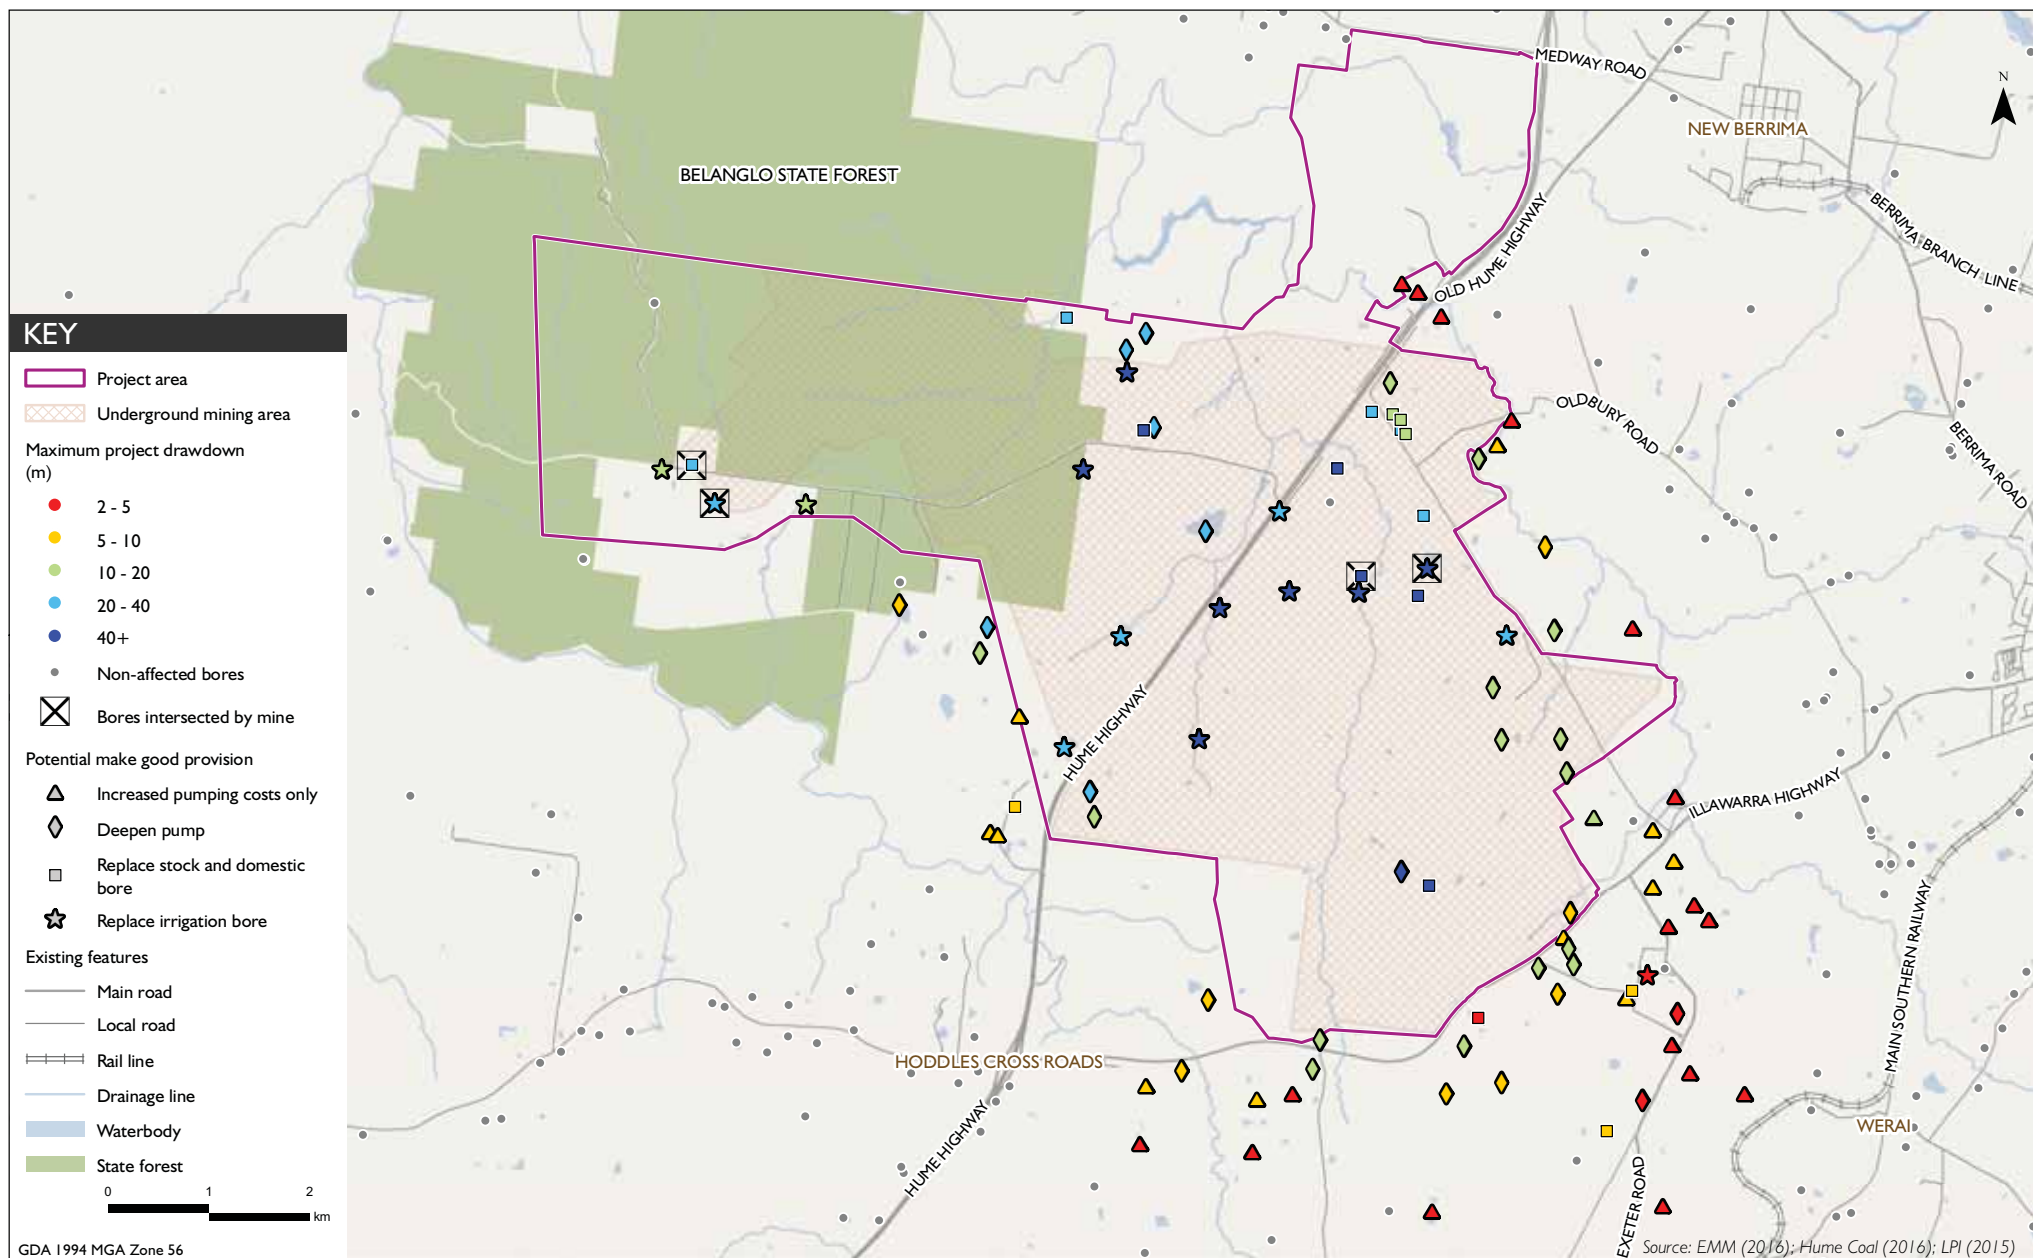 MEDWAY ROAD
N
NEW BERRIMA
BELANGLO STATE FOREST
BERRIMA BRANCH LINE
OLD HUME HIGHWAY
OLDBURY ROAD
BERRIMA ROAD
HUME HIGHWAY
ILLAWARRA HIGHWAY
MAIN SOUTHERN RAILWAY
HODDLES CROSS ROADS
HUME HIGHWAY
WERAI
EXETER ROAD
KEY
Project area
Underground mining area
Maximum project drawdown
(m)
2 - 5
5 - 10
10 - 20
20 - 40
40+
Non-affected bores
Bores intersected by mine
Potential make good provision
Increased pumping costs only
Deepen pump
Replace stock and domestic
bore
Replace irrigation bore
Existing features
Main road
Local road
Rail line
Drainage line
Waterbody
State forest
0 1 2
km
GDA 1994 MGA Zone 56
Source: EMM (2016); Hume Coal (2016); LPI (2015)